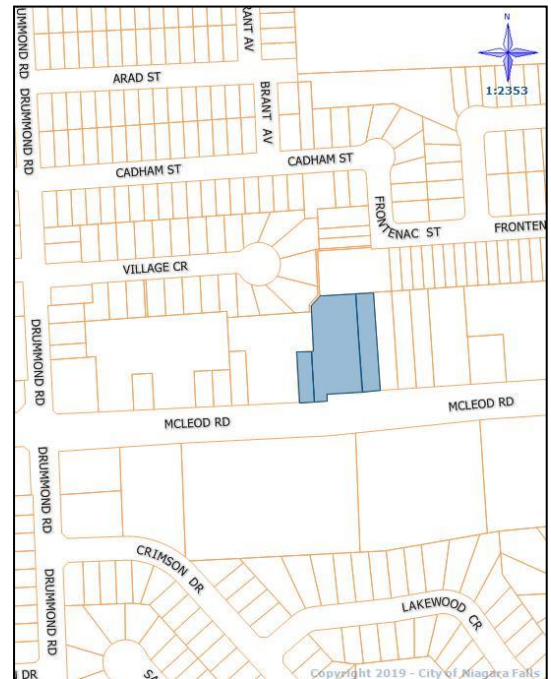 UMMOND RD
RANT AV
N
ARAD ST
1:2353
DRUMMOND RD
BRANT AV
CADHAM ST
CADHAM ST
FRONTENAC ST
FRONTEN
VILLAGE CR
DRUMMOND RD
MCLEOD RD
MCLEOD RD
DRUMMOND RD
CRIMSON DR
DRUMMOND RD
LAKEWOOD CR
DR
Copyright 2019 - City of Niagara Falls